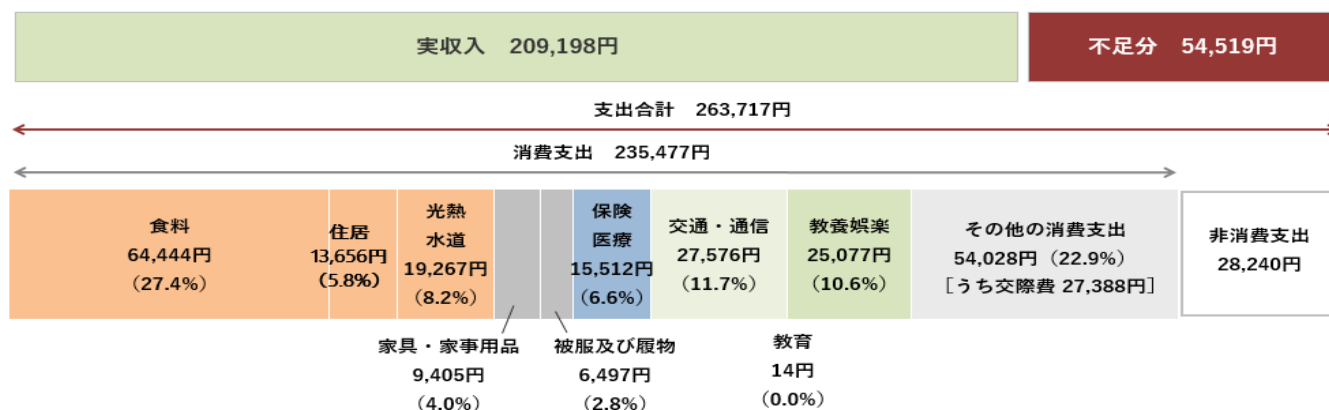 実収入 209,198円
不足分 54,519円
支出合計 263,717円
消費支出 235,477円
食料
64,444円
(27.4%)
住居
13,656円
(5.8%)
光熱
水道
19,267円
(8.2%)
家具・家事用品
9,405円
(4.0%)
被服及び履物
6,497円
(2.8%)
保険
医療
15,512円
(6.6%)
交通・通信
27,576円
(11.7%)
教育
14円
(0.0%)
教養娯楽
25,077円
(10.6%)
その他の消費支出
54,028円 (22.9%)
［うち交際費 27,388円］
非消費支出
28,240円